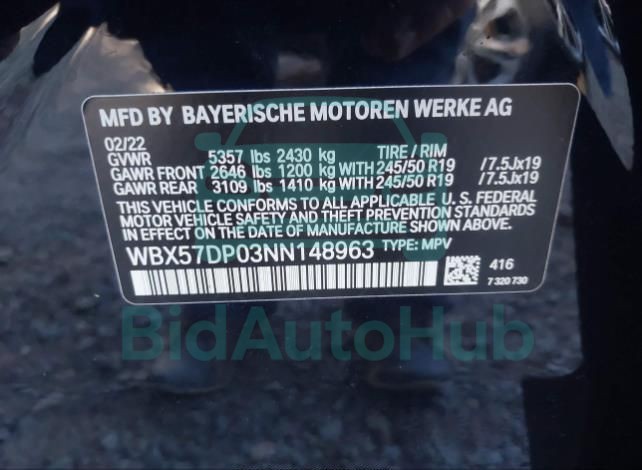 MFD BY BAYERISCHE MOTOREN WERKE AG
02/22
GVWR 5357 lbs 2430 kg TIRE / RIM
GAWR FRONT 2646 lbs 1200 kg WITH 245/50 R19 /7.5Jx19
GAWR REAR 3109 lbs 1410 kg WITH 245/50 R19 /7.5Jx19
THIS VEHICLE CONFORMS TO ALL APPLICABLE U. S. FEDERAL
MOTOR VEHICLE SAFETY AND THEFT PREVENTION STANDARDS
IN EFFECT ON THE DATE OF MANUFACTURE SHOWN ABOVE.
WBX57DP03NN148963 TYPE: MPV
416
7 320 730
BidAutoHub